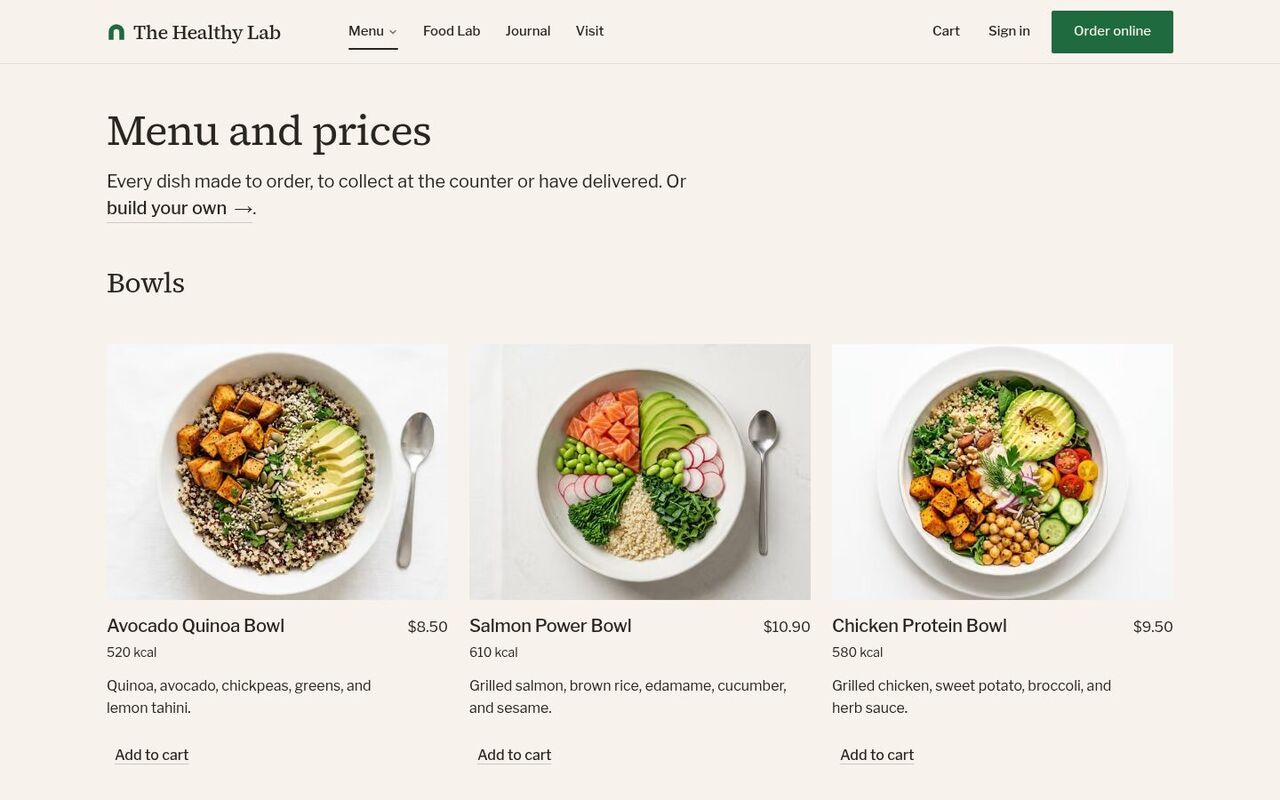 The Healthy Lab
Menu
Food Lab
Journal
Visit
Cart
Sign in
Order online
Menu and prices
Every dish made to order, to collect at the counter or have delivered. Or
build your own →.
Bowls
Avocado Quinoa Bowl
$8.50
520 kcal
Quinoa, avocado, chickpeas, greens, and
lemon tahini.
Add to cart
Salmon Power Bowl
$10.90
610 kcal
Grilled salmon, brown rice, edamame, cucumber,
and sesame.
Add to cart
Chicken Protein Bowl
$9.50
580 kcal
Grilled chicken, sweet potato, broccoli, and
herb sauce.
Add to cart